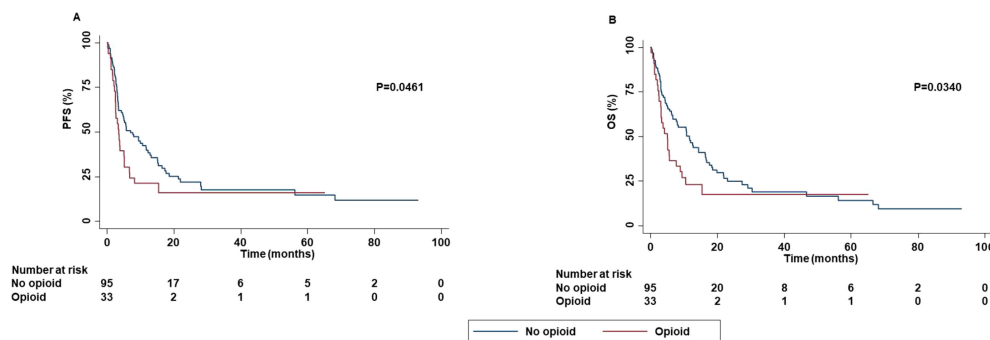 A
P=0.0461
PFS (%)
100
75
50
25
0
0 20 40 60 80 100
Time (months)
Number at risk
No opioid 95 17 6 5 2 0
Opioid 33 2 1 1 0 0
B
P=0.0340
OS (%)
100
75
50
25
0
0 20 40 60 80 100
Time (months)
Number at risk
No opioid 95 20 8 6 2 0
Opioid 33 2 1 1 0 0
No opioid Opioid